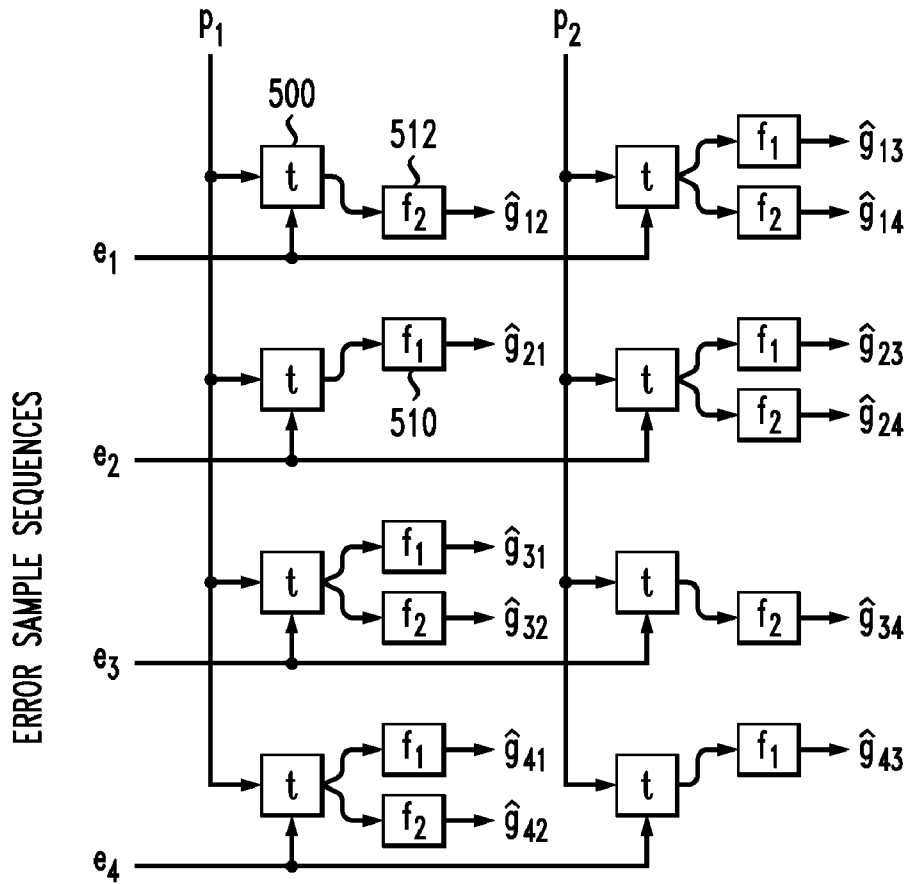 p1 p2
500
512
t f2 ĝ12
t f1 ĝ13
f2 ĝ14
e1
t f1 ĝ21
510
t f1 ĝ23
f2 ĝ24
e2
t f1 ĝ31
f2 ĝ32
t f2 ĝ34
e3
t f1 ĝ41
f2 ĝ42
t f1 ĝ43
e4
ERROR SAMPLE SEQUENCES